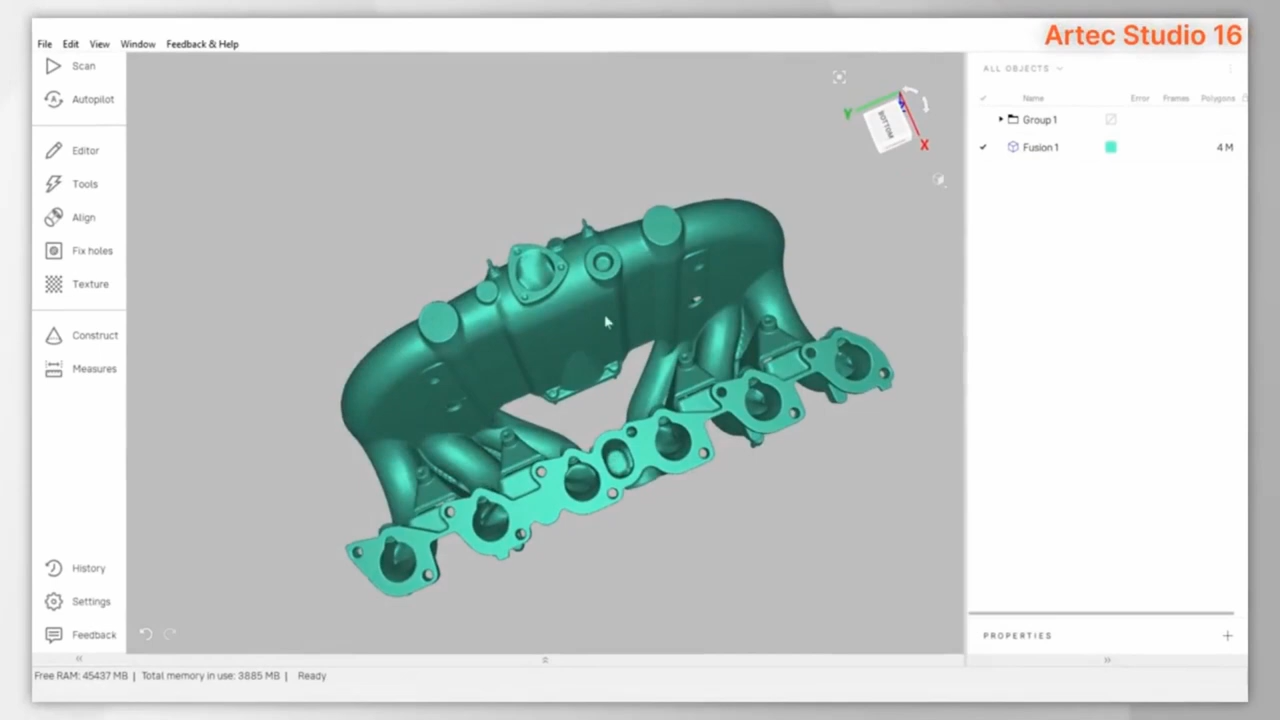 Artec Studio 16
File Edit View Window Feedback & Help
Scan
Autopilot
Editor
Tools
Align
Fix holes
Texture
Construct
Measures
History
Settings
Feedback
BOTTOM
Y
X
ALL OBJECTS
Name Error Frames Polygons
Group 1
Fusion 1 4 M
PROPERTIES
Free RAM: 45437 MB | Total memory in use: 3885 MB | Ready